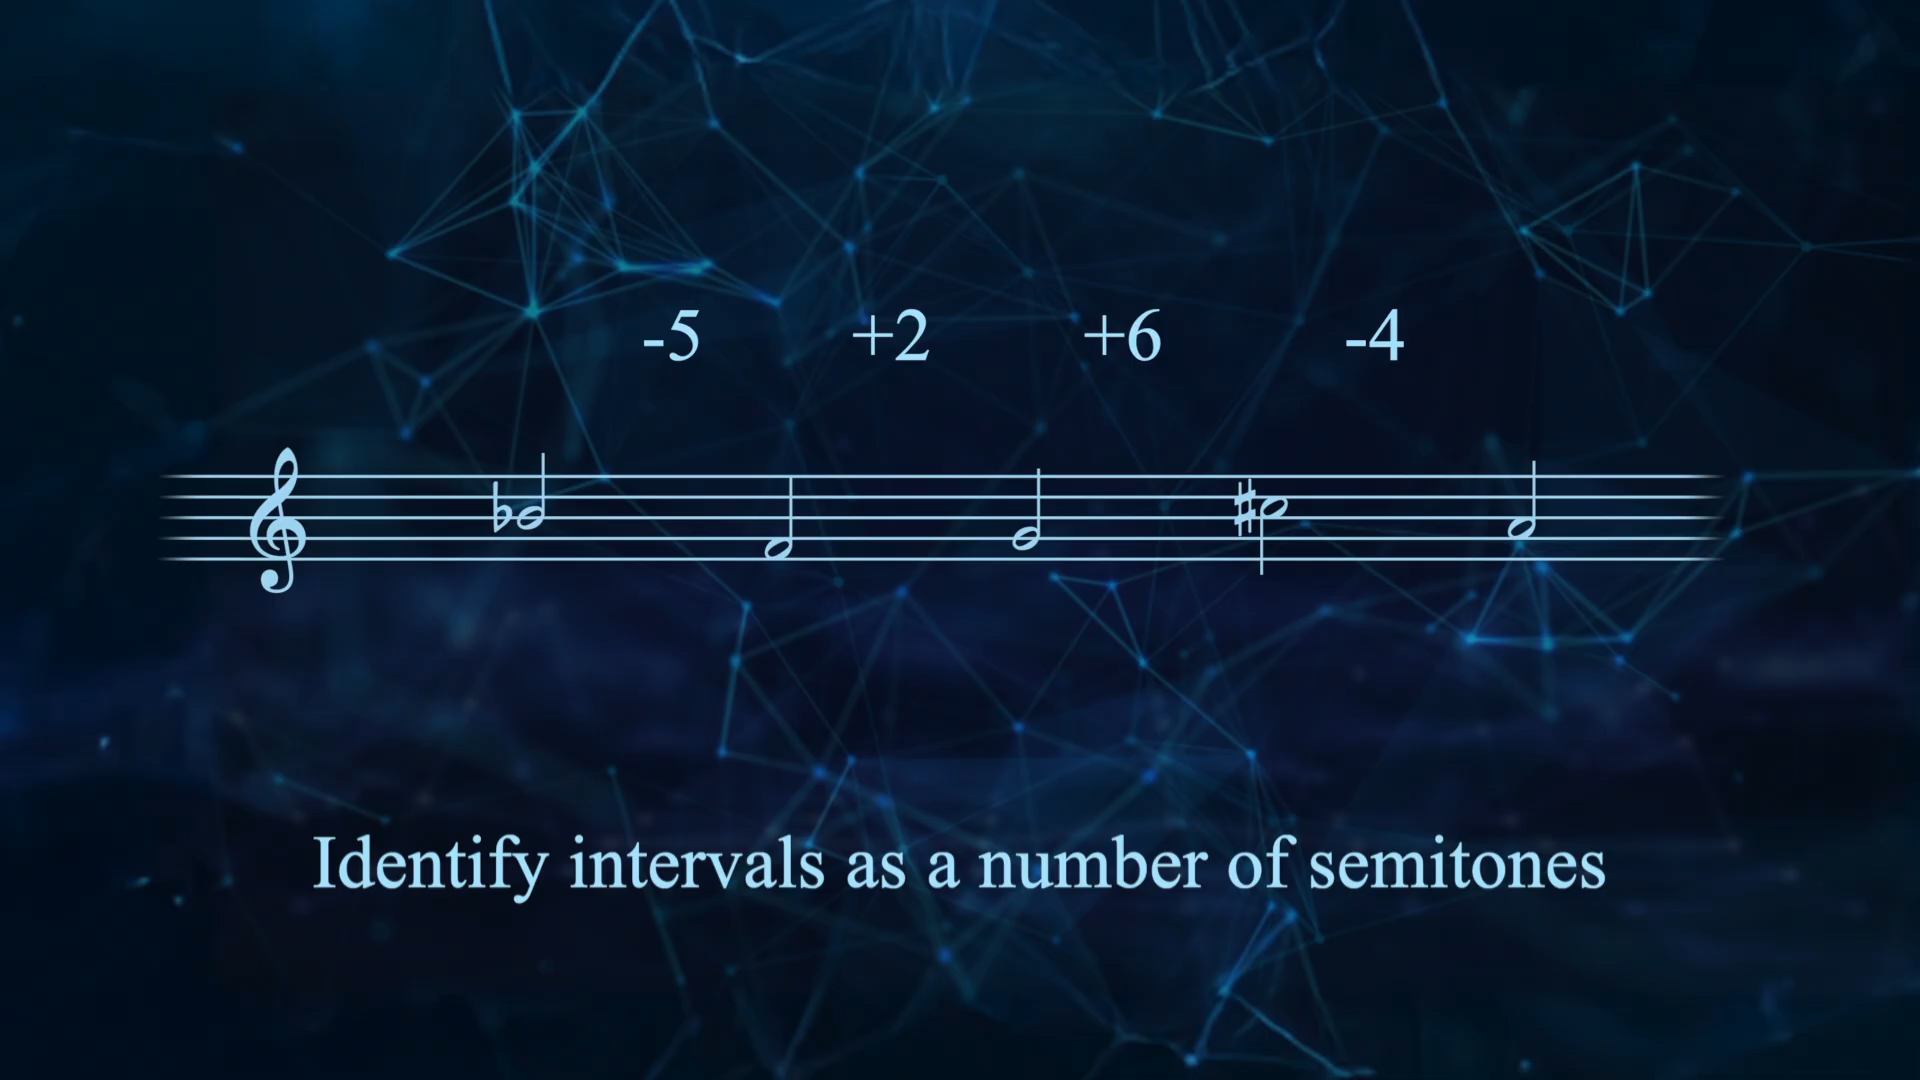 -5 +2 +6 -4
Identify intervals as a number of semitones